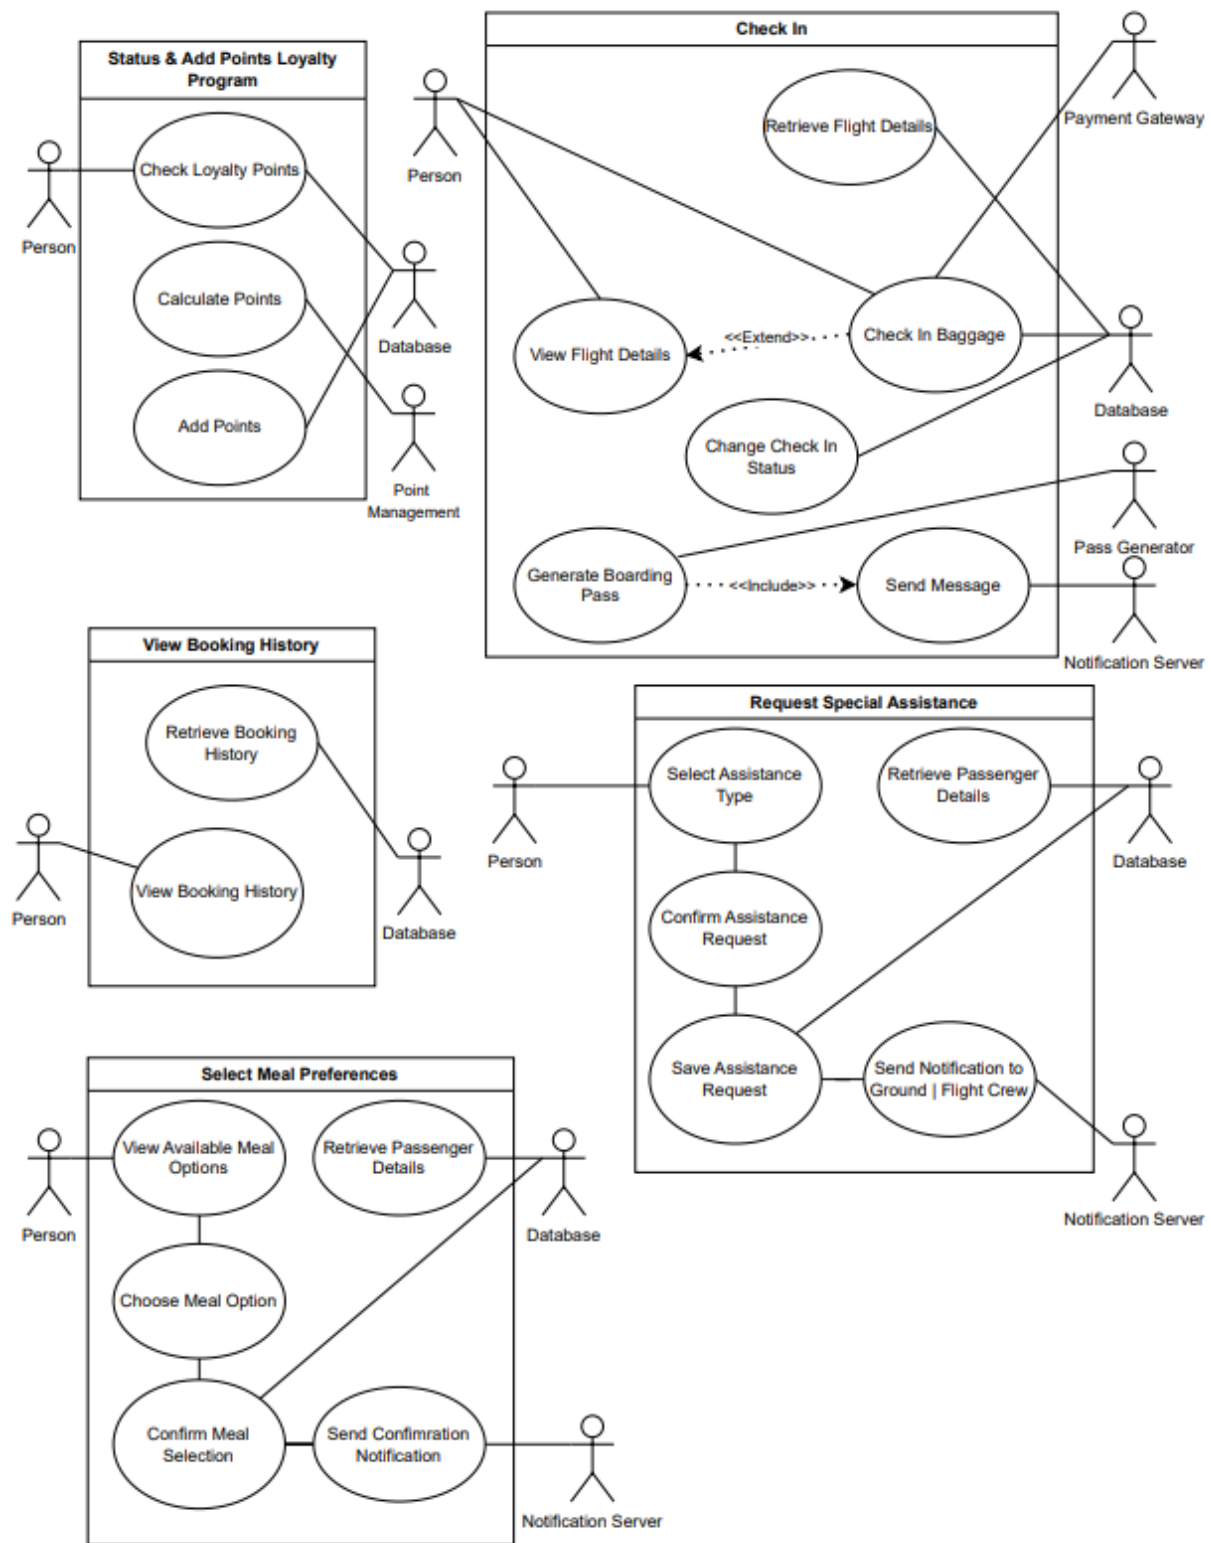 Status & Add Points Loyalty
Program
Check Loyalty Points
Calculate Points
Add Points
Person
Database
Point
Management
Check In
Person
Retrieve Flight Details
Payment Gateway
View Flight Details
<<Extend>>
Check In Baggage
Database
Change Check In
Status
Pass Generator
Generate Boarding
Pass
<<Include>>
Send Message
Notification Server
View Booking History
Retrieve Booking
History
View Booking History
Person
Database
Request Special Assistance
Select Assistance
Type
Retrieve Passenger
Details
Person
Database
Confirm Assistance
Request
Save Assistance
Request
Send Notification to
Ground | Flight Crew
Notification Server
Select Meal Preferences
View Available Meal
Options
Retrieve Passenger
Details
Person
Database
Choose Meal Option
Confirm Meal
Selection
Send Confimration
Notification
Notification Server